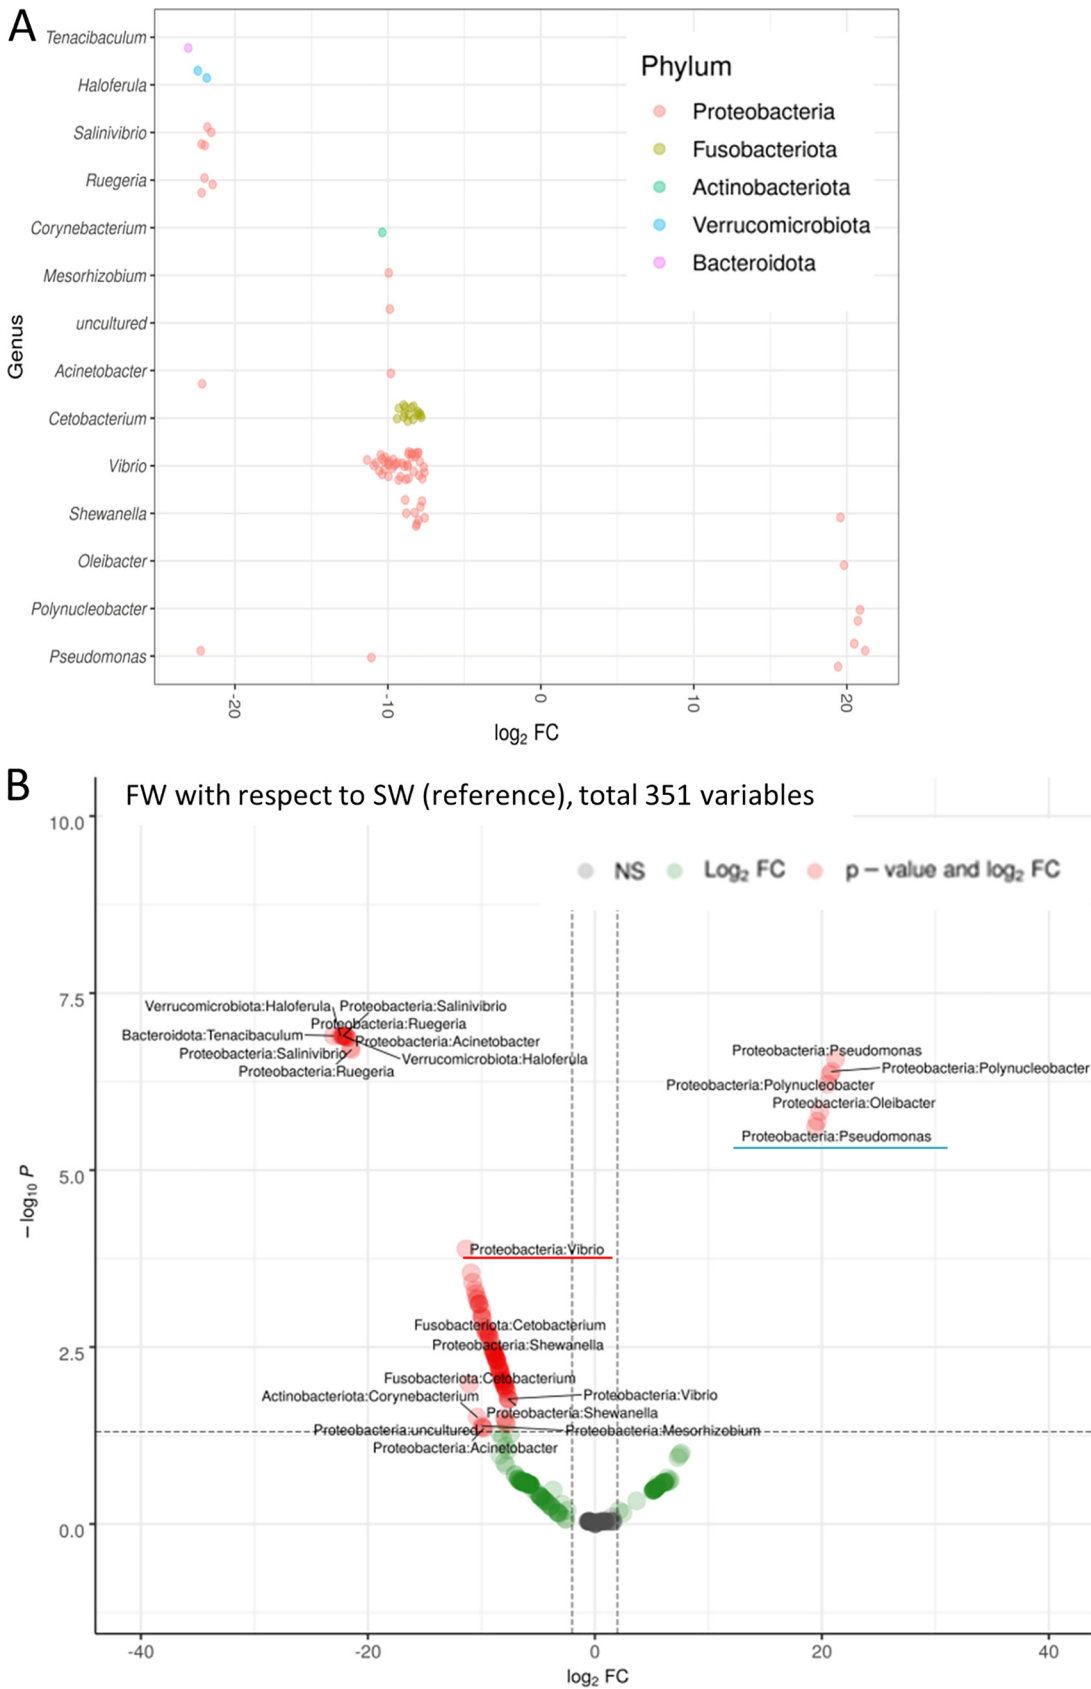 A
Tenacibaculum
Haloferula
Salinivibrio
Ruegeria
Corynebacterium
Mesorhizobium
uncultured
Acinetobacter
Cetobacterium
Vibrio
Shewanella
Oleibacter
Polynucleobacter
Pseudomonas
Genus
Phylum
Proteobacteria
Fusobacteriota
Actinobacteriota
Verrucomicrobiota
Bacteroidota
-20
-10
0
10
20
log2 FC
B
FW with respect to SW (reference), total 351 variables
NS
Log2 FC
p – value and log2 FC
10.0
7.5
5.0
2.5
0.0
– log10 P
Verrucomicrobiota:Haloferula
Proteobacteria:Salinivibrio
Proteobacteria:Ruegeria
Bacteroidota:Tenacibaculum
Proteobacteria:Acinetobacter
Proteobacteria:Salinivibrio
Verrucomicrobiota:Haloferula
Proteobacteria:Ruegeria
Proteobacteria:Pseudomonas
Proteobacteria:Polynucleobacter
Proteobacteria:Polynucleobacter
Proteobacteria:Oleibacter
Proteobacteria:Pseudomonas
Proteobacteria:Vibrio
Fusobacteriota:Cetobacterium
Proteobacteria:Shewanella
Fusobacteriota:Cetobacterium
Actinobacteriota:Corynebacterium
Proteobacteria:Vibrio
Proteobacteria:Shewanella
Proteobacteria:uncultured
Proteobacteria:Mesorhizobium
Proteobacteria:Acinetobacter
-40
-20
0
20
40
log2 FC